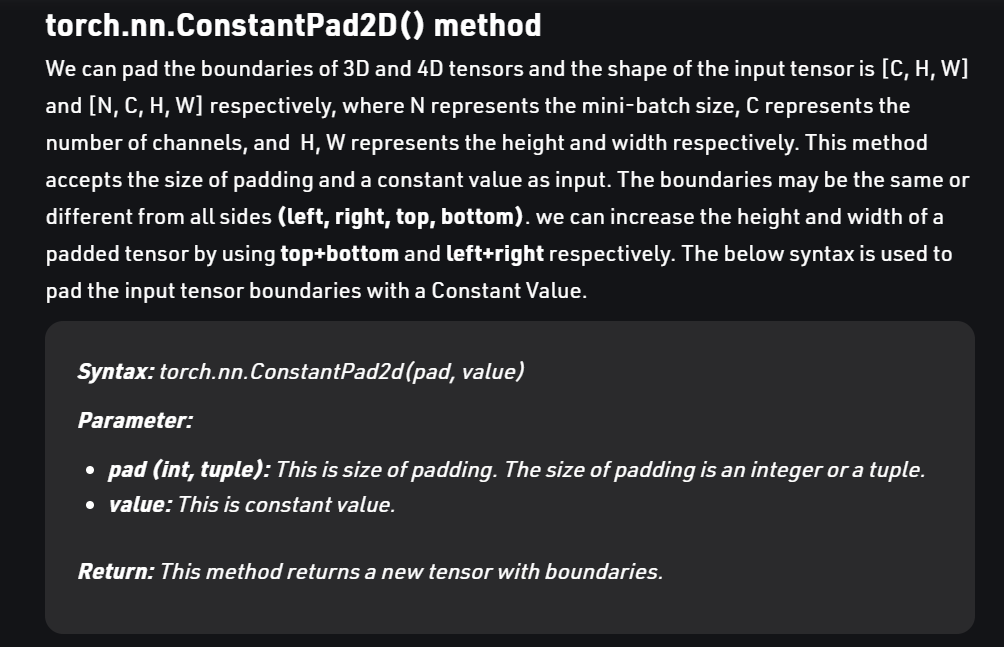 torch.nn.ConstantPad2D() method
We can pad the boundaries of 3D and 4D tensors and the shape of the input tensor is [C, H, W]
and [N, C, H, W] respectively, where N represents the mini-batch size, C represents the
number of channels, and  H, W represents the height and width respectively. This method
accepts the size of padding and a constant value as input. The boundaries may be the same or
different from all sides (left, right, top, bottom). we can increase the height and width of a
padded tensor by using top+bottom and left+right respectively. The below syntax is used to
pad the input tensor boundaries with a Constant Value.
Syntax: torch.nn.ConstantPad2d(pad, value)
Parameter:
• pad (int, tuple): This is size of padding. The size of padding is an integer or a tuple.
• value: This is constant value.
Return: This method returns a new tensor with boundaries.